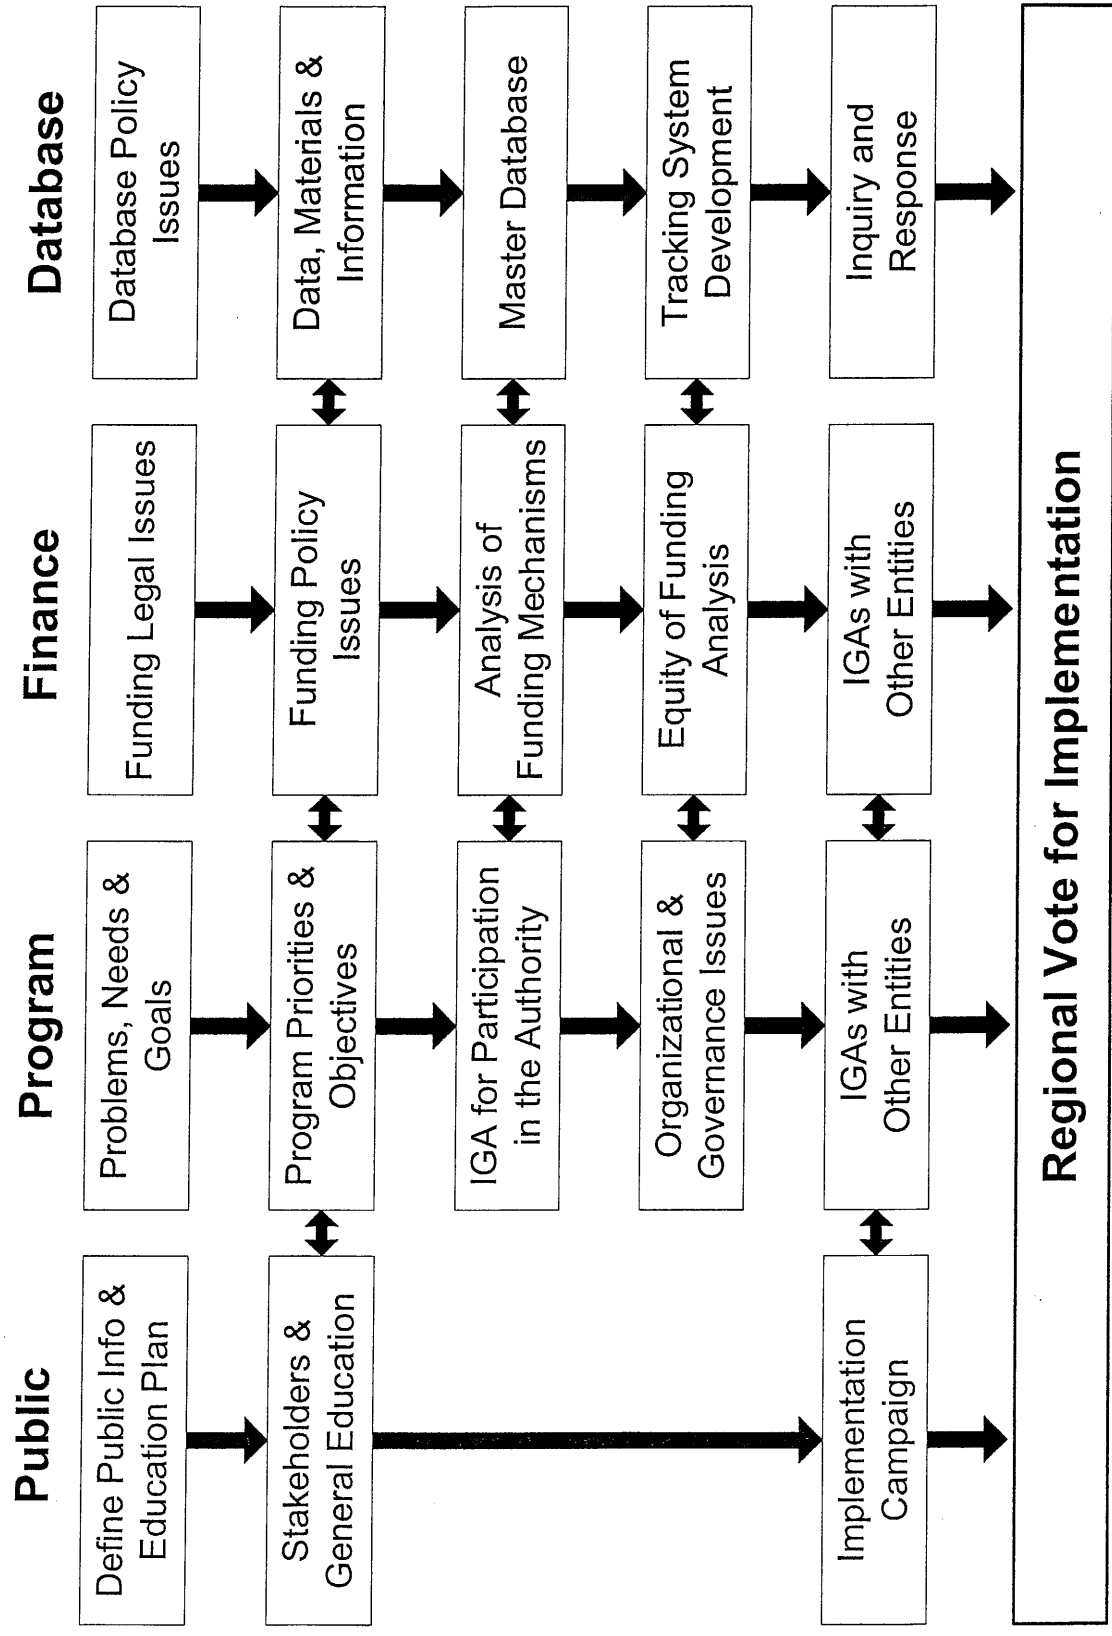 Public
Program
Finance
Database
Define Public Info &
Education Plan
Problems, Needs &
Goals
Funding Legal Issues
Database Policy
Issues
Stakeholders &
General Education
Program Priorities &
Objectives
Funding Policy
Issues
Data, Materials &
Information
IGA for Participation
in the Authority
Analysis of
Funding Mechanisms
Master Database
Organizational &
Governance Issues
Equity of Funding
Analysis
Tracking System
Development
Implementation
Campaign
IGAs with
Other Entities
IGAs with
Other Entities
Inquiry and
Response
Regional Vote for Implementation